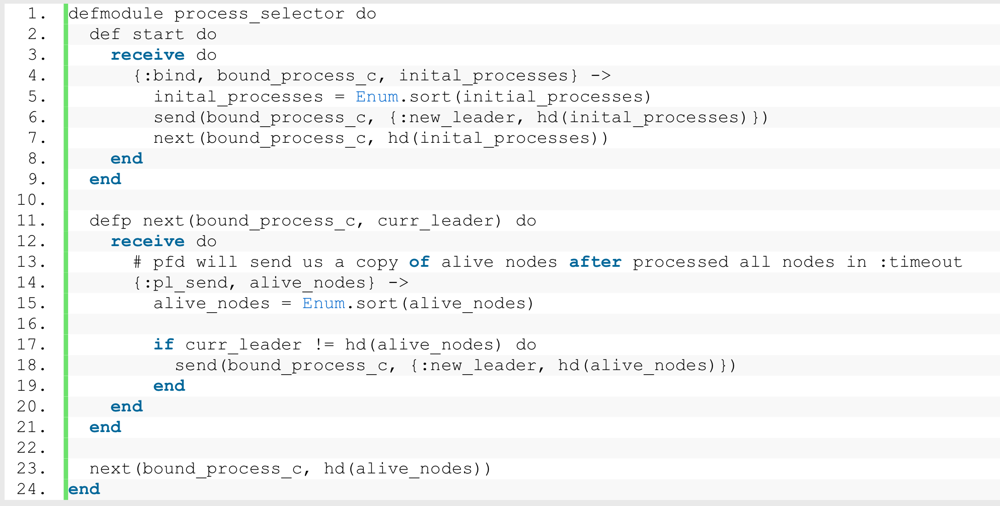 1. defmodule process_selector do
2.   def start do
3.     receive do
4.       {:bind, bound_process_c, inital_processes} ->
5.         inital_processes = Enum.sort(initial_processes)
6.         send(bound_process_c, {:new_leader, hd(inital_processes)})
7.         next(bound_process_c, hd(inital_processes))
8.     end
9.   end
10.
11.   defp next(bound_process_c, curr_leader) do
12.     receive do
13.       # pfd will send us a copy of alive nodes after processed all nodes in :timeout
14.       {:pl_send, alive_nodes} ->
15.         alive_nodes = Enum.sort(alive_nodes)
16.
17.         if curr_leader != hd(alive_nodes) do
18.           send(bound_process_c, {:new_leader, hd(alive_nodes)})
19.         end
20.     end
21.   end
22.
23.   next(bound_process_c, hd(alive_nodes))
24. end